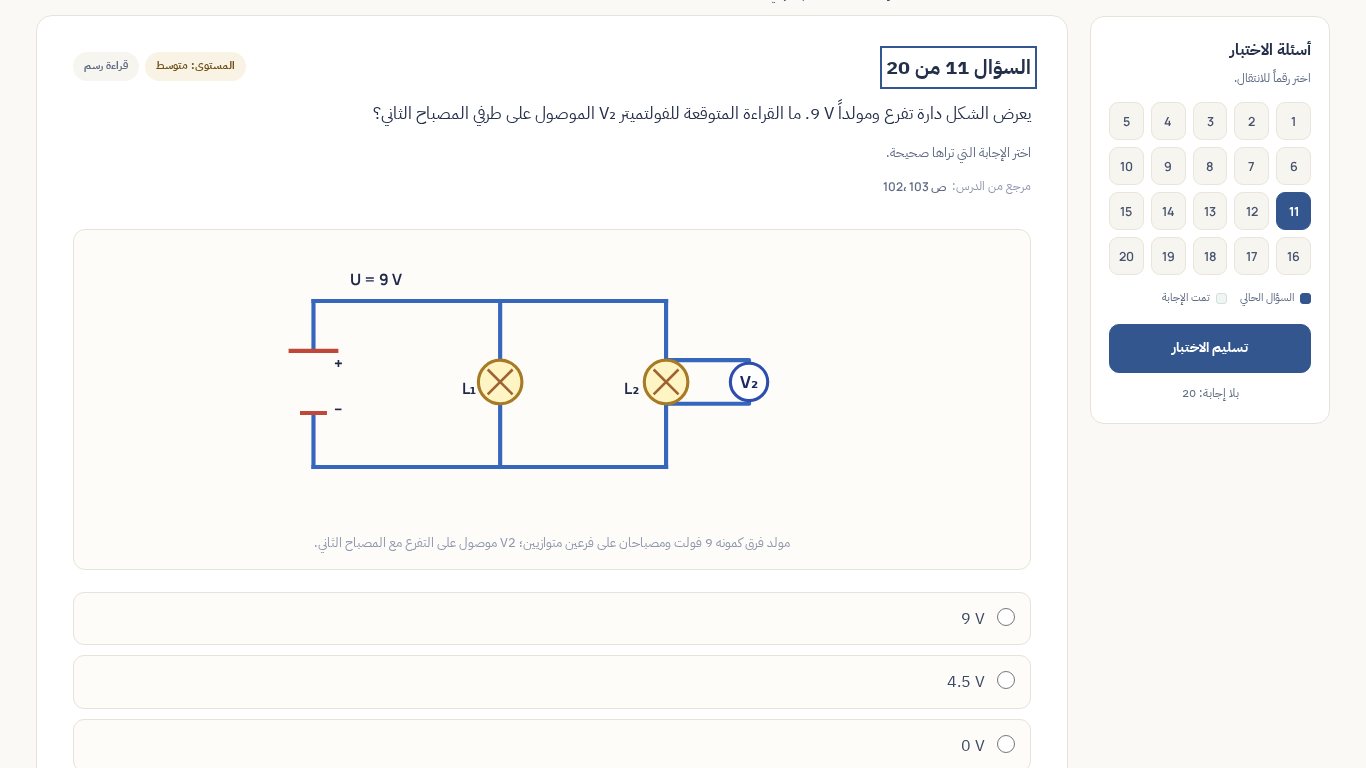 السؤال 11 من 20
المستوى: متوسط
قراءة رسم
يعرض الشكل دارة تفرع ومولداً 9 V. ما القراءة المتوقعة للفولتميتر V₂ الموصول على طرفي المصباح الثاني؟
اختر الإجابة التي تراها صحيحة.
مرجع من الدرس: ص 103 ،102
U = 9 V
+
−
L₁
L₂
V₂
مولد فرق كمونه 9 فولت ومصباحان على فرعين متوازيين؛ V2 موصول على التفرع مع المصباح الثاني.
9 V
4.5 V
0 V
أسئلة الاختبار
اختر رقماً للانتقال.
1 2 3 4 5
6 7 8 9 10
11 12 13 14 15
16 17 18 19 20
السؤال الحالي
تمت الإجابة
تسليم الاختبار
بلا إجابة: 20